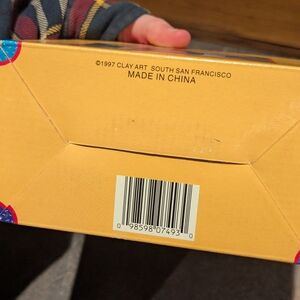 ©1997 CLAY ART SOUTH SAN FRANCISCO
MADE IN CHINA
0 98598 07493 0